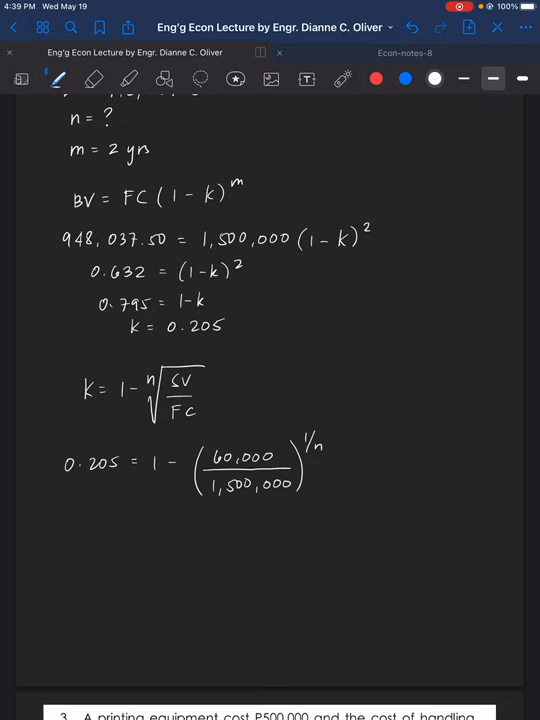 4:39 PM Wed May 19
100%
Eng'g Econ Lecture by Engr. Dianne C. Oliver
Eng'g Econ Lecture by Engr. Dianne C. Oliver
Econ-notes-8
n = ?
m = 2 yrs
BV = FC (1 - k)^m
948,037.50 = 1,500,000 (1 - k)^2
0.632 = (1-k)^2
0.795 = 1-k
k = 0.205
K = 1 - ⁿ√(SV/FC)
0.205 = 1 - (60,000/1,500,000)^1/n
3. A printing equipment cost P500,000 and the cost of handling